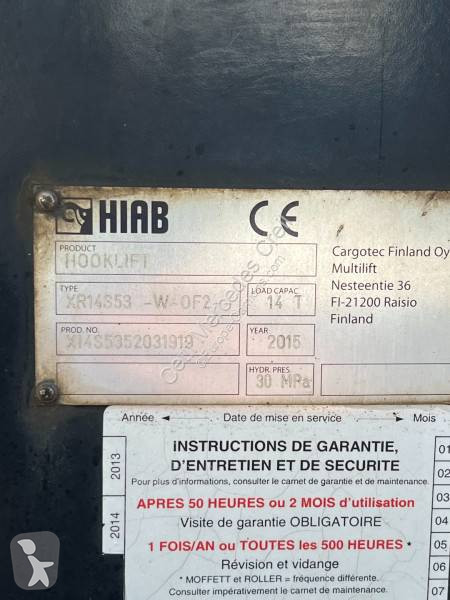 HIAB
CE
PRODUCT
HOOKLIFT
TYPE
XR14S53 -W-OF2
LOAD CAPAC
14 T
PROD. NO.
X14S5352031919
YEAR
2015
HYDR. PRES.
30 MPa
Cargotec Finland Oy
Multilift
Nesteentie 36
FI-21200 Raisio
Finland
Année Date de mise en service Mois
2013
2014
INSTRUCTIONS DE GARANTIE,
D'ENTRETIEN ET DE SECURITE
Pour plus d'informations, consulter le carnet de garantie et de maintenance.
APRES 50 HEURES ou 2 MOIS d'utilisation
Visite de garantie OBLIGATOIRE
1 FOIS/AN ou TOUTES les 500 HEURES *
Révision et vidange
* MOFFETT et ROLLER = fréquence différente.
Consulter impérativement le carnet de maintenance.
01
02
03
04
05
06
07